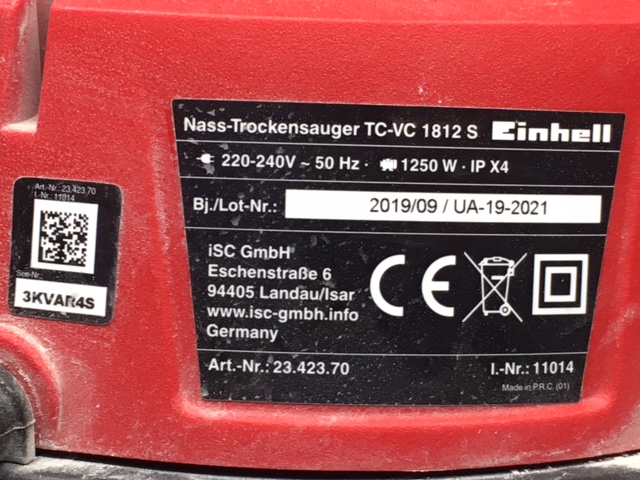 Nass-Trockensauger TC-VC 1812 S Einhell
220-240V ~ 50 Hz · 1250 W · IP X4
Bj./Lot-Nr.: 2019/09 / UA-19-2021
iSC GmbH
Eschenstraße 6
94405 Landau/Isar
www.isc-gmbh.info
Germany
CE
Art.-Nr.: 23.423.70 I.-Nr.: 11014
Made in P.R.C. (01)
Art.-Nr.: 23.423.70
I.-Nr.: 11014
Serie-Nr.:
3KVAR4S